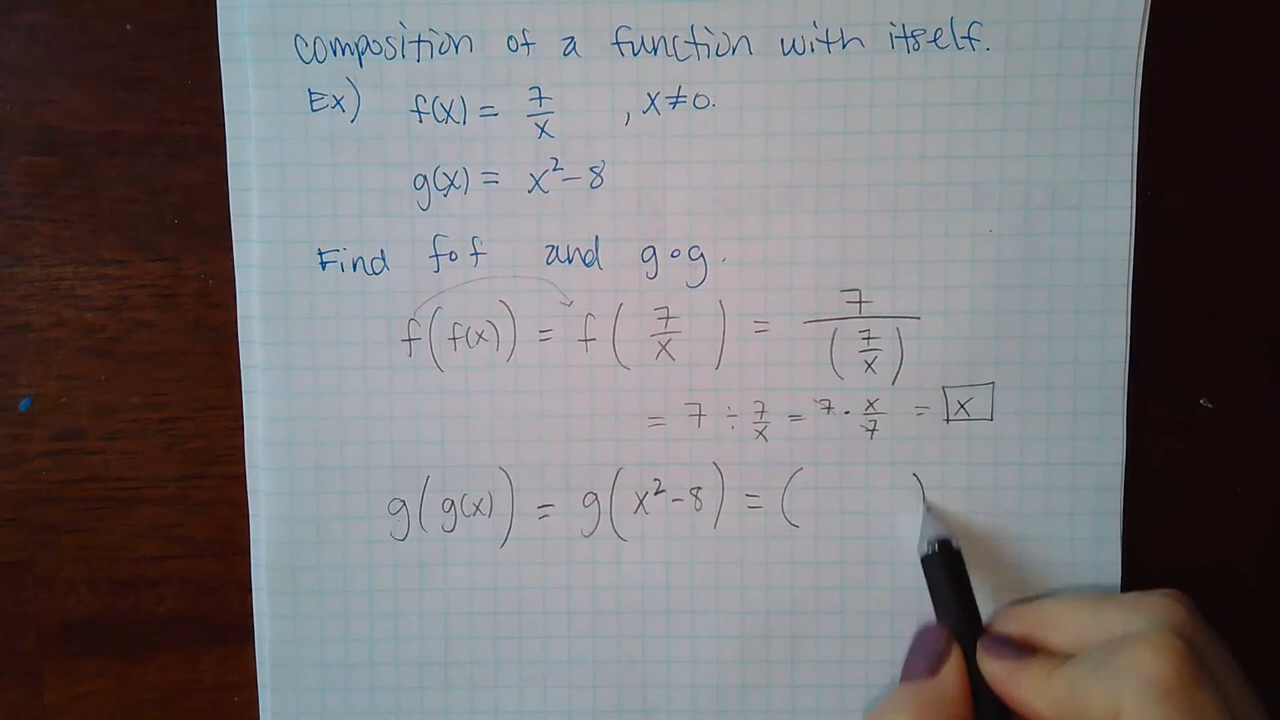 composition of a function with itself.
Ex) f(x) = 7/x , x≠0.
g(x) = x²-8
Find f∘f and g∘g.
f(f(x)) = f(7/x) = 7/(7/x)
= 7 ÷ 7/x = 7 · x/7 = x
g(g(x)) = g(x²-8) = ( )